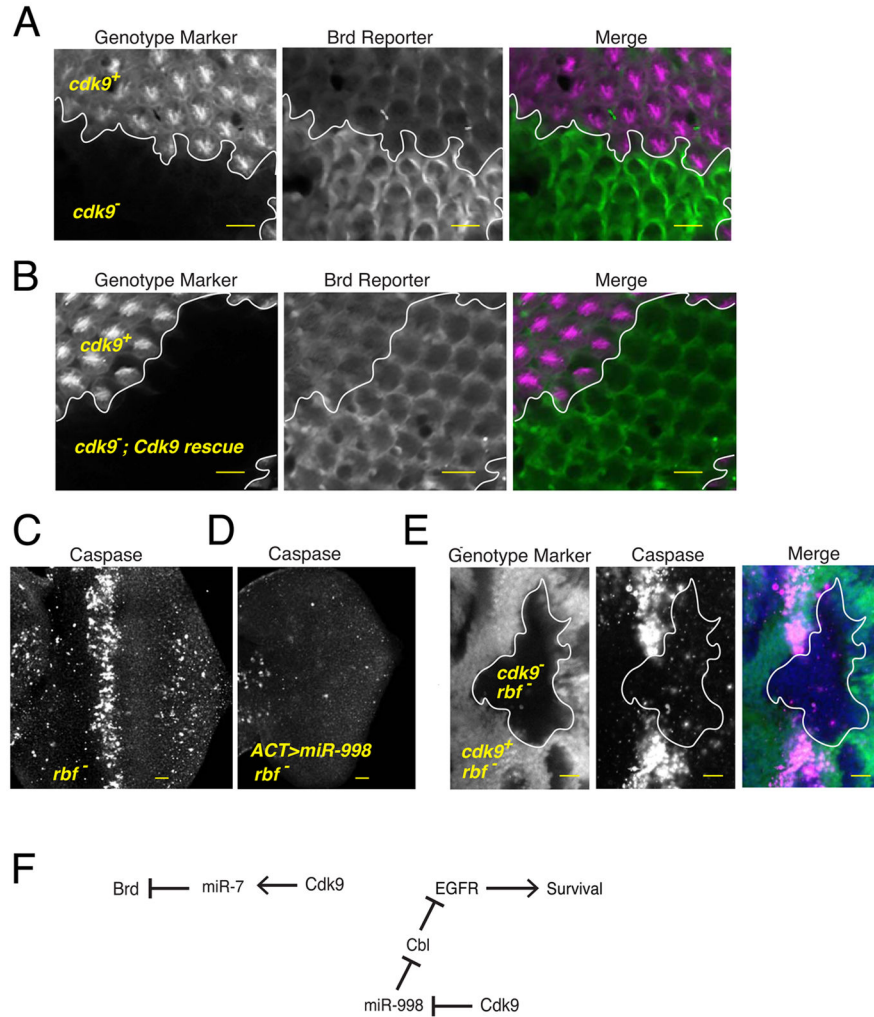 A
Genotype Marker Brd Reporter Merge
cdk9+
cdk9-
B
Genotype Marker Brd Reporter Merge
cdk9+
cdk9-; Cdk9 rescue
C D E
Caspase Caspase Genotype Marker Caspase Merge
rbf-
ACT>miR-998
rbf-
cdk9-
rbf-
cdk9+
rbf-
F
Brd miR-7 Cdk9 EGFR Survival
Cbl
miR-998 Cdk9